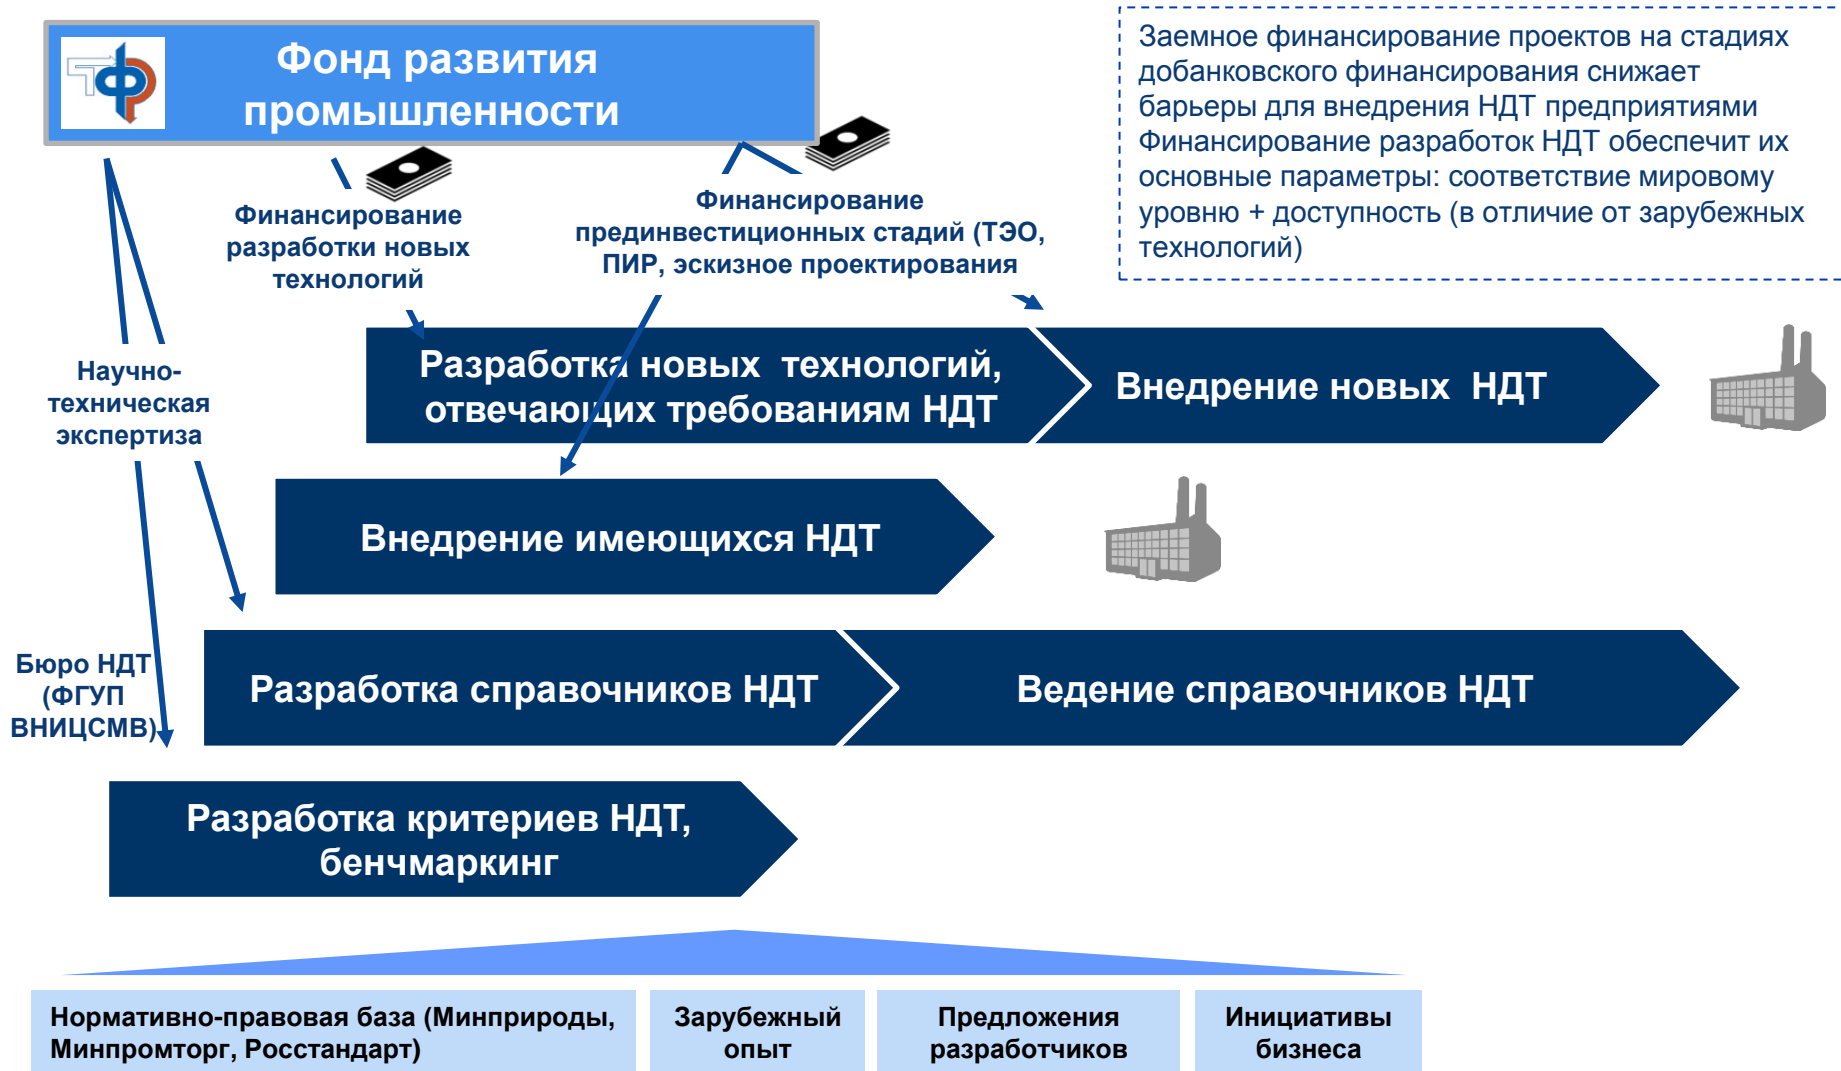 Фонд развития
промышленности
Заемное финансирование проектов на стадиях
добанковского финансирования снижает
барьеры для внедрения НДТ предприятиями
Финансирование разработок НДТ обеспечит их
основные параметры: соответствие мировому
уровню + доступность (в отличие от зарубежных
технологий)
Финансирование
разработки новых
технологий
Финансирование
прединвестиционных стадий (ТЭО,
ПИР, эскизное проектирования
Научно-
техническая
экспертиза
Разработка новых технологий,
отвечающих требованиям НДТ
Внедрение новых НДТ
Внедрение имеющихся НДТ
Бюро НДТ
(ФГУП
ВНИЦСМВ)
Разработка справочников НДТ
Ведение справочников НДТ
Разработка критериев НДТ,
бенчмаркинг
Нормативно-правовая база (Минприроды,
Минпромторг, Росстандарт)
Зарубежный
опыт
Предложения
разработчиков
Инициативы
бизнеса